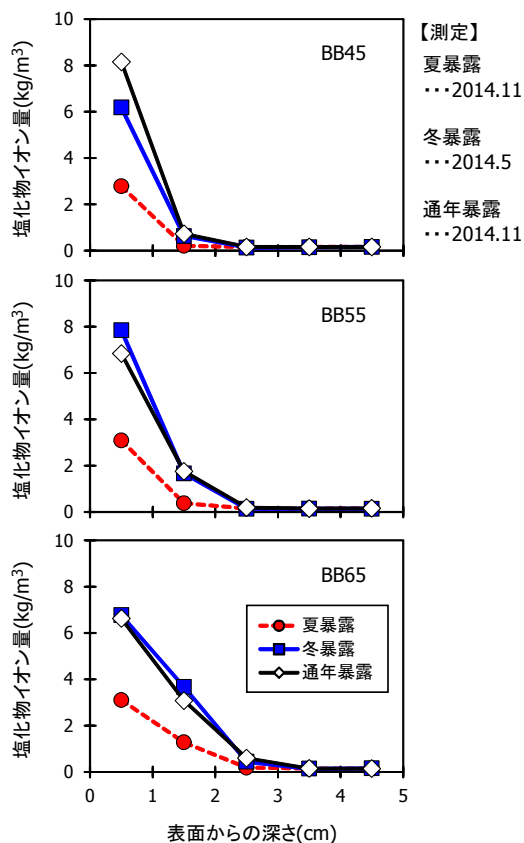 BB45
10
8
6
4
2
0
塩化物イオン量(kg/m³)
【測定】
夏暴露
･･･2014.11
冬暴露
･･･2014.5
通年暴露
･･･2014.11
BB55
10
8
6
4
2
0
塩化物イオン量(kg/m³)
BB65
10
8
6
4
2
0
塩化物イオン量(kg/m³)
夏暴露
冬暴露
通年暴露
0 1 2 3 4 5
表面からの深さ(cm)